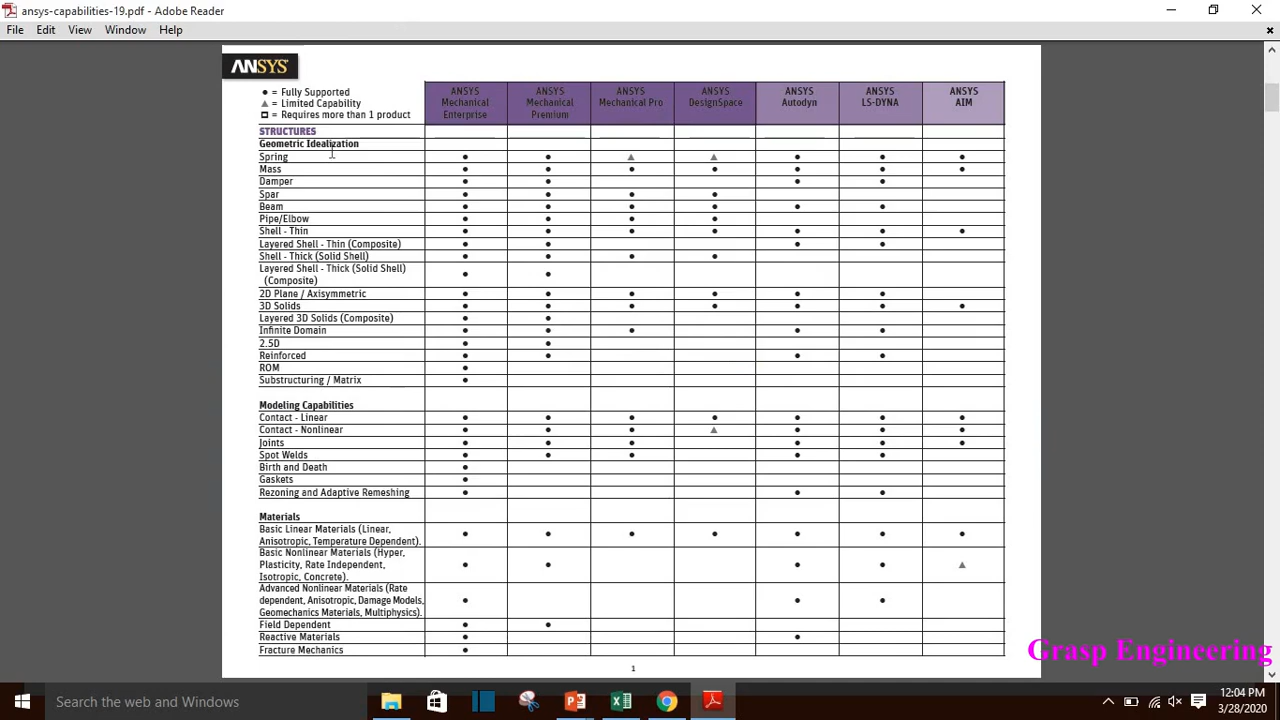 ansys-capabilities-19.pdf - Adobe Reader
File Edit View Window Help
ANSYS
● = Fully Supported
▲ = Limited Capability
◘ = Requires more than 1 product
ANSYS Mechanical Enterprise
ANSYS Mechanical Premium
ANSYS Mechanical Pro
ANSYS DesignSpace
ANSYS Autodyn
ANSYS LS-DYNA
ANSYS AIM
STRUCTURES
Geometric Idealization
Spring ● ● ▲ ▲ ● ● ●
Mass ● ● ● ● ● ● ●
Damper ● ● ● ●
Spar ● ● ● ●
Beam ● ● ● ● ● ●
Pipe/Elbow ● ● ● ●
Shell - Thin ● ● ● ● ● ● ●
Layered Shell - Thin (Composite) ● ● ● ●
Shell - Thick (Solid Shell) ● ● ● ●
Layered Shell - Thick (Solid Shell)
(Composite) ● ●
2D Plane / Axisymmetric ● ● ● ● ● ●
3D Solids ● ● ● ● ● ● ●
Layered 3D Solids (Composite) ● ●
Infinite Domain ● ● ● ● ●
2.5D ● ●
Reinforced ● ● ● ●
ROM ●
Substructuring / Matrix ●
Modeling Capabilities
Contact - Linear ● ● ● ● ● ● ●
Contact - Nonlinear ● ● ● ▲ ● ● ●
Joints ● ● ● ● ● ● ●
Spot Welds ● ● ● ● ●
Birth and Death ●
Gaskets ●
Rezoning and Adaptive Remeshing ● ● ●
Materials
Basic Linear Materials (Linear,
Anisotropic, Temperature Dependent). ● ● ● ● ● ● ●
Basic Nonlinear Materials (Hyper,
Plasticity, Rate Independent,
Isotropic, Concrete). ● ● ● ● ▲
Advanced Nonlinear Materials (Rate
dependent, Anisotropic, Damage Models,
Geomechanics Materials, Multiphysics). ● ● ●
Field Dependent ● ●
Reactive Materials ● ●
Fracture Mechanics ●
1
Grasp Engineering
Search the web and Windows
12:04 PM
3/28/2020